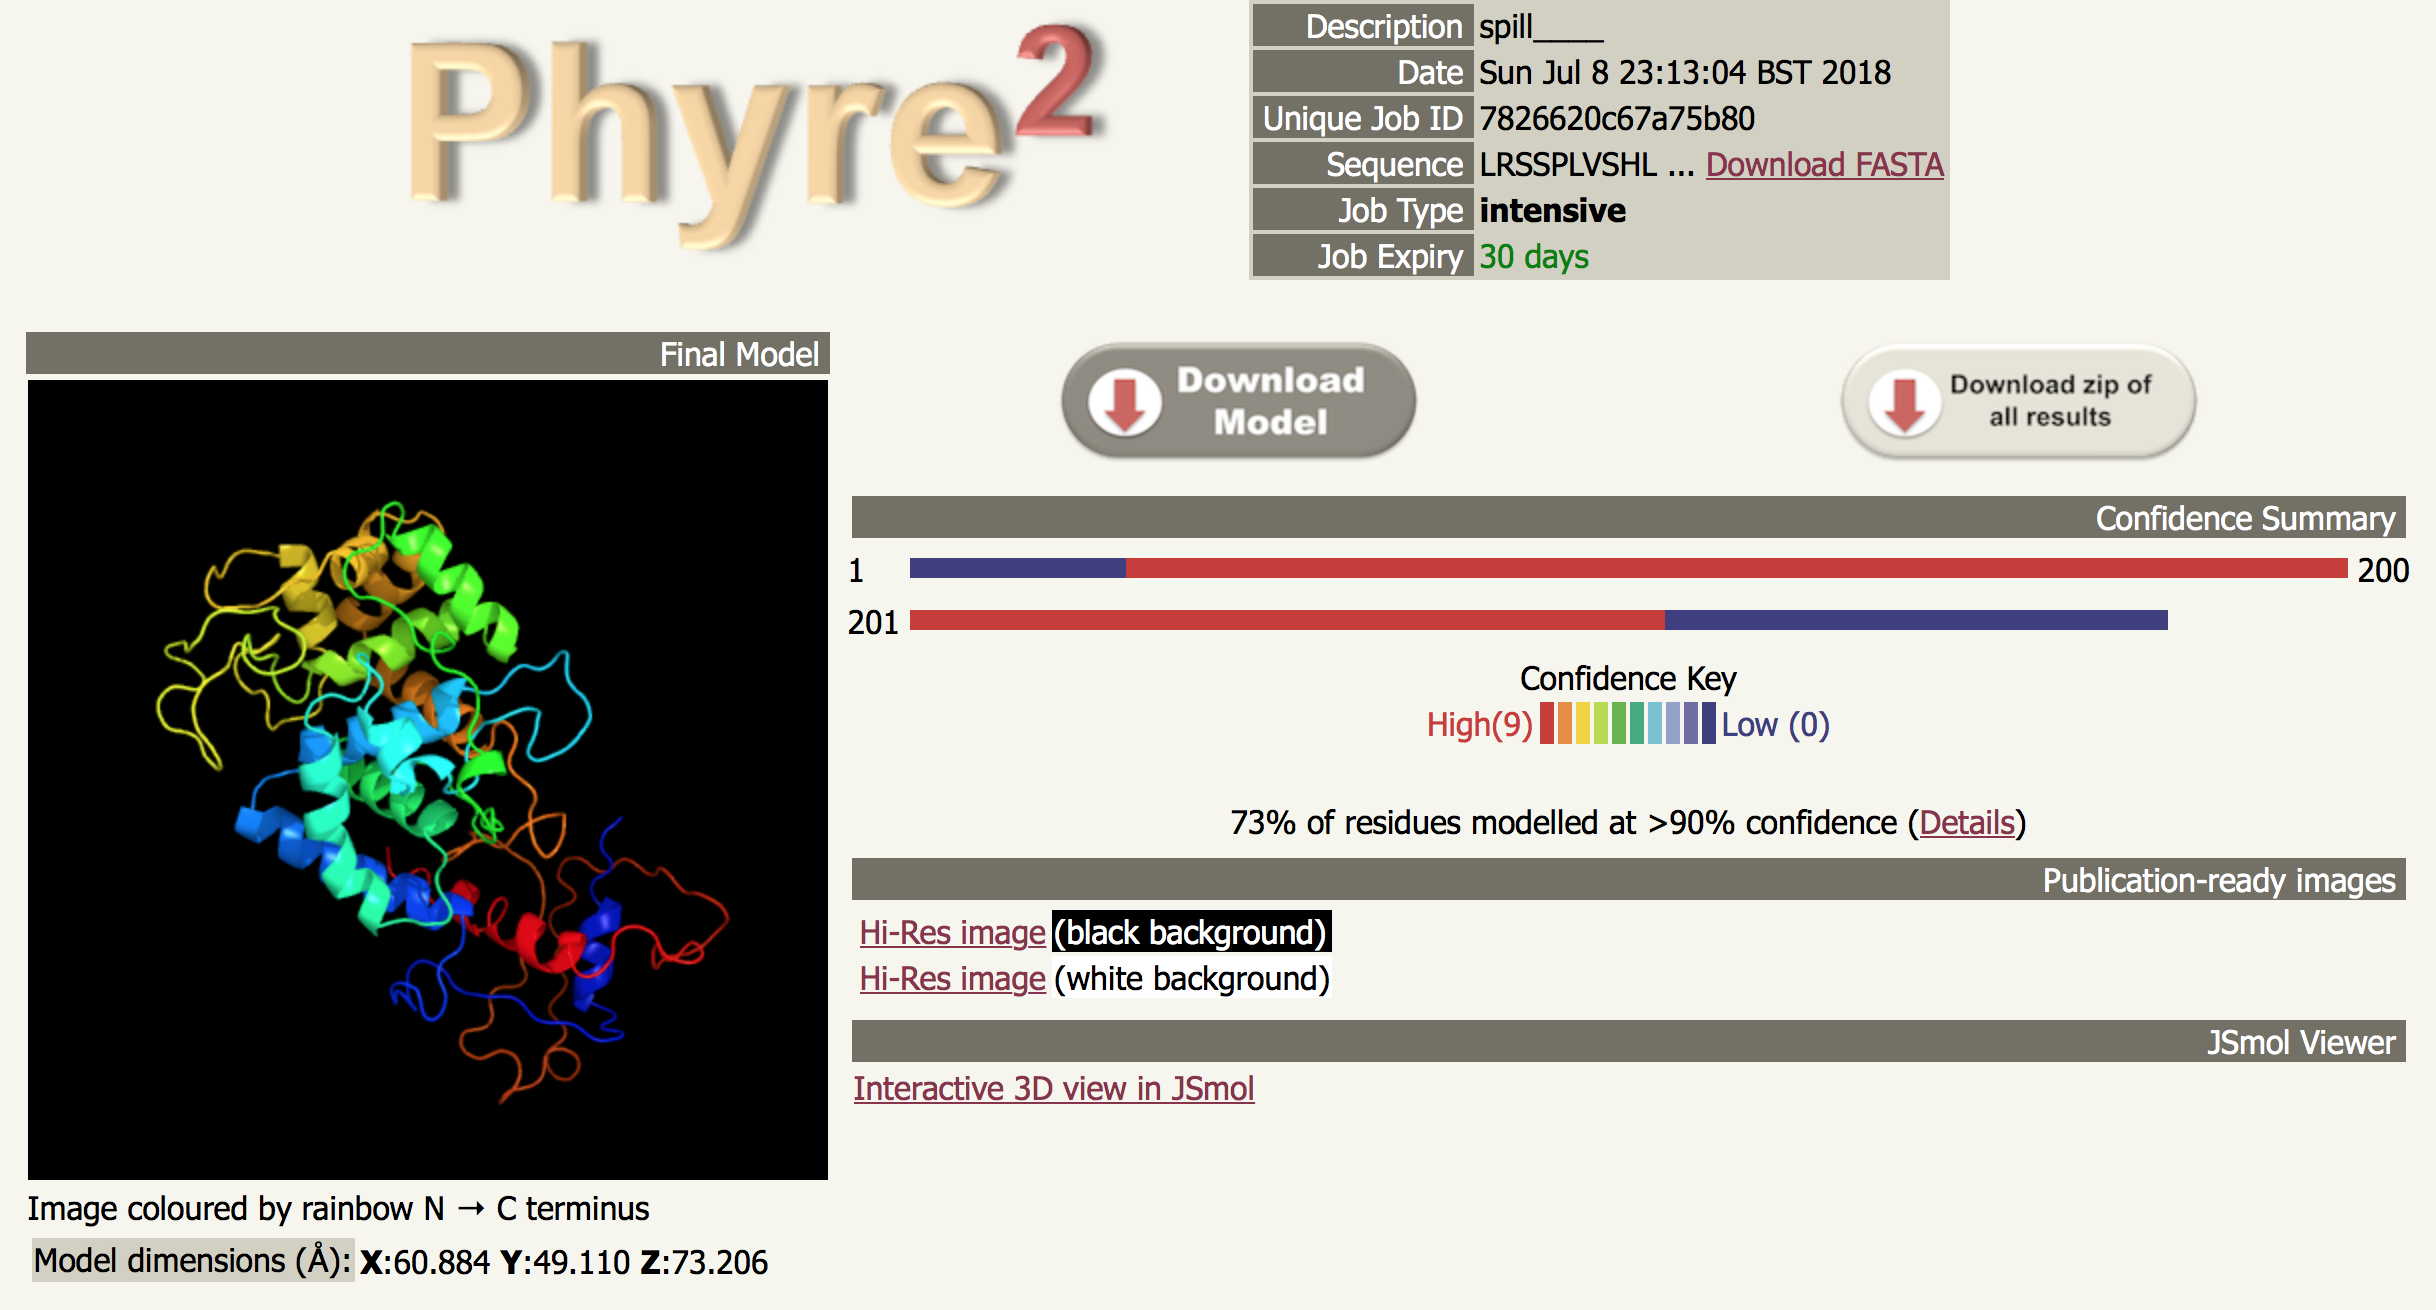 Phyre2
Description spill____
Date Sun Jul 8 23:13:04 BST 2018
Unique Job ID 7826620c67a75b80
Sequence LRSSPLVSHL ... Download FASTA
Job Type intensive
Job Expiry 30 days
Final Model
Download
Model
Download zip of
all results
Confidence Summary
1 200
201
Confidence Key
High(9) Low (0)
73% of residues modelled at >90% confidence (Details)
Publication-ready images
Hi-Res image (black background)
Hi-Res image (white background)
JSmol Viewer
Interactive 3D view in JSmol
Image coloured by rainbow N → C terminus
Model dimensions (Å): X:60.884 Y:49.110 Z:73.206